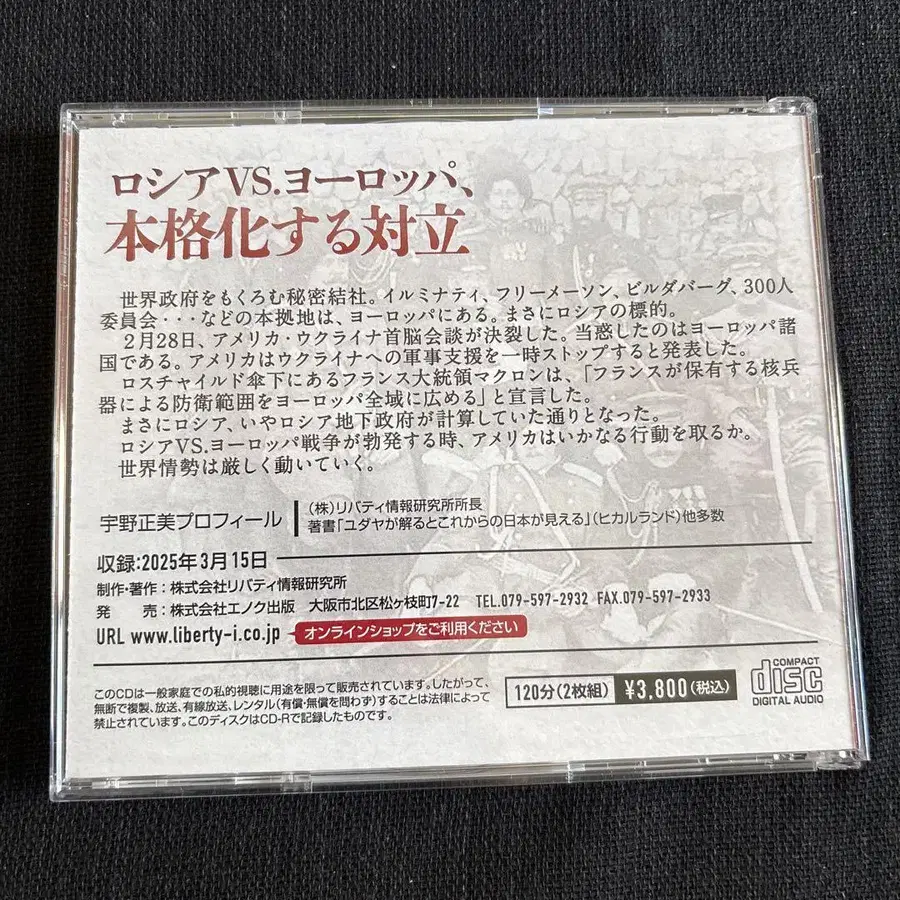 ロシアVS.ヨーロッパ、
本格化する対立
世界政府をもくろむ秘密結社。イルミナティ、フリーメーソン、ビルダバーグ、300人
委員会・・・などの本拠地は、ヨーロッパにある。まさにロシアの標的。
２月28日、アメリカ・ウクライナ首脳会談が決裂した。当惑したのはヨーロッパ諸
国である。アメリカはウクライナへの軍事支援を一時ストップすると発表した。
ロスチャイルド傘下にあるフランス大統領マクロンは、「フランスが保有する核兵
器による防衛範囲をヨーロッパ全域に広める」と宣言した。
まさにロシア、いやロシア地下政府が計算していた通りとなった。
ロシアVS.ヨーロッパ戦争が勃発する時、アメリカはいかなる行動を取るか。
世界情勢は厳しく動いていく。
宇野正美プロフィール
（株）リバティ情報研究所所長
著書「ユダヤが解るとこれからの日本が見える」（ヒカルランド）他多数
収録:2025年3月15日
制作・著作：株式会社リバティ情報研究所
発　売：株式会社エノク出版　大阪市北区松ヶ枝町7-22　TEL.079-597-2932 FAX.079-597-2933
URL www.liberty-i.co.jp オンラインショップをご利用ください
このCDは一般家庭での私的視聴に用途を限って販売されています。したがって、
無断で複製、放送、有線放送、レンタル（有償・無償を問わず）することは法律によって
禁止されています。このディスクはCD-Rで記録したものです。
120分（2枚組） ¥3,800（税込）
COMPACT
disc
DIGITAL AUDIO